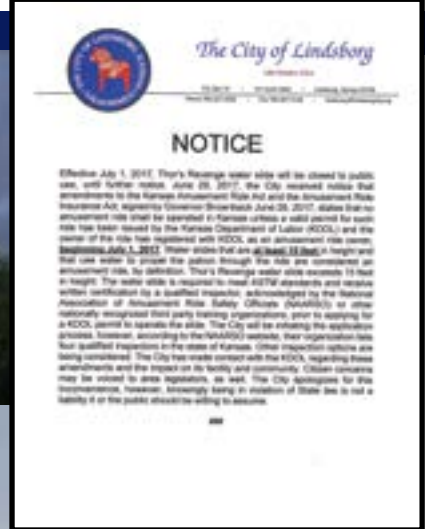 The City of Lindsborg
NOTICE
Effective July 1, 2017, Thor's Revenge water slide will be closed to public
use, until further notice. June 28, 2017, the City received notice that
amendments to the Kansas Amusement Ride Act and the Amusement Ride
Insurance Act, signed by Governor Brownback June 2017, states that no
amusement ride shall be operated in Kansas unless a valid permit for such
ride has been issued by the Kansas Department of Labor (KDOL) and the
owner of the ride has registered with KDOL as an amusement ride owner,
beginning July 1, 2017. Water slides that are at least 15 feet in height and
that use water to propel the patron through the ride are considered an
amusement ride, by definition. Thor's Revenge water slide exceeds 15 feet
in height. The water slide is required to meet ASTM standards and receive
written certification by a qualified inspector, acknowledged by the National
Association of Amusement Ride Safety Officials (NAARSO) or other
nationally recognized third party training organizations, prior to applying for
a KDOL permit to operate the slide. The City will be initiating the application
process, however, according to the NAARSO website, their organization lists
four qualified inspectors in the state of Kansas. Other inspection options are
being considered. The City has made contact with the KDOL regarding these
amendments and the impact on its facility and community. Citizen concerns
may be voiced to area legislators, as well. The City apologizes for this
inconvenience, however, knowingly being in violation of State law is not a
liability it or the public should be willing to assume.
###